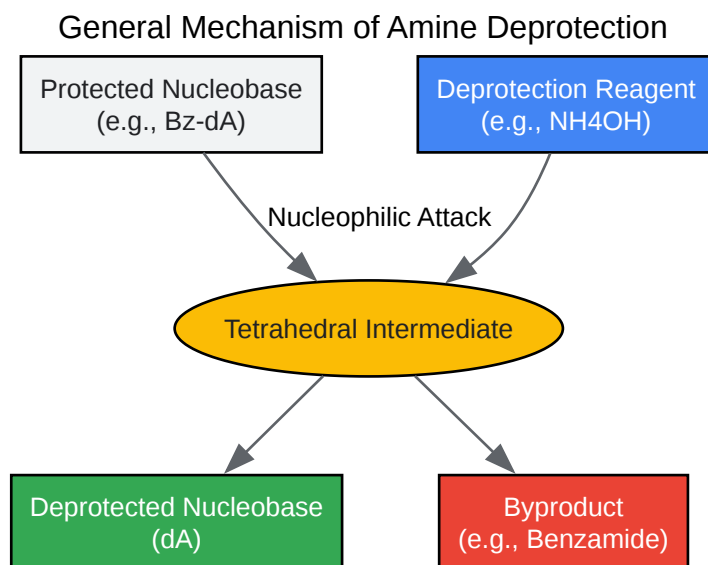 General Mechanism of Amine Deprotection
Protected Nucleobase
(e.g., Bz-dA)
Deprotection Reagent
(e.g., NH4OH)
Nucleophilic Attack
Tetrahedral Intermediate
Deprotected Nucleobase
(dA)
Byproduct
(e.g., Benzamide)